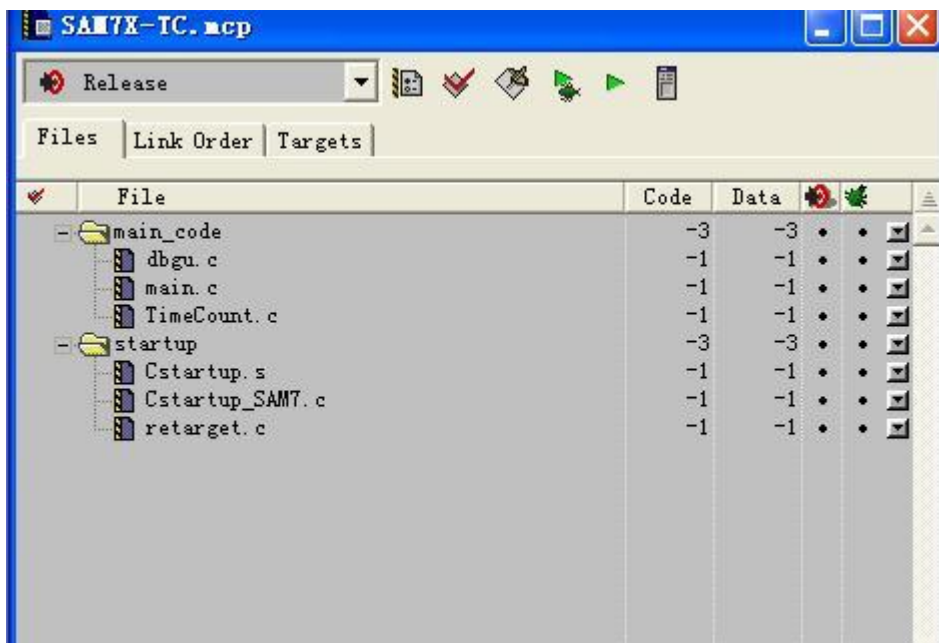 SAM7X-TC.mcp
Release
Files Link Order Targets
File Code Data
main_code -3 -3
dbgu.c -1 -1
main.c -1 -1
TimeCount.c -1 -1
startup -3 -3
Cstartup.s -1 -1
Cstartup_SAM7.c -1 -1
retarget.c -1 -1